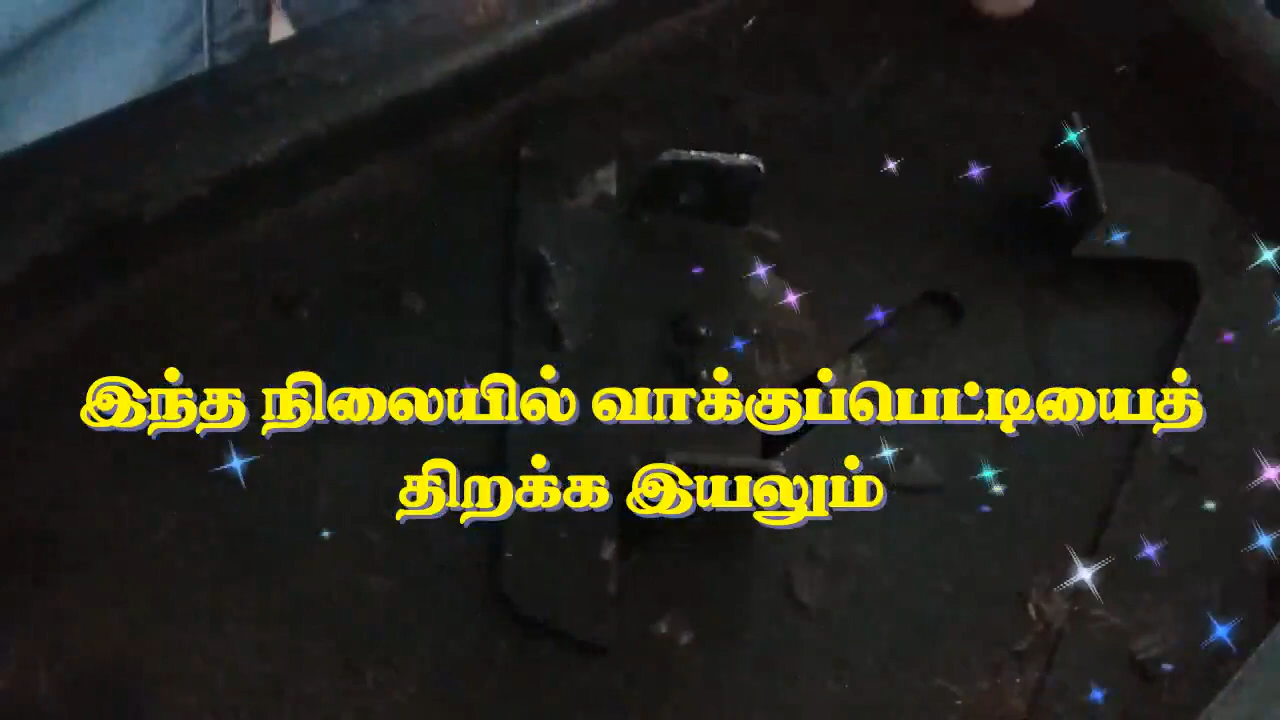 இந்த நிலையில் வாக்குப்பெட்டியைத்
திறக்க இயலும்